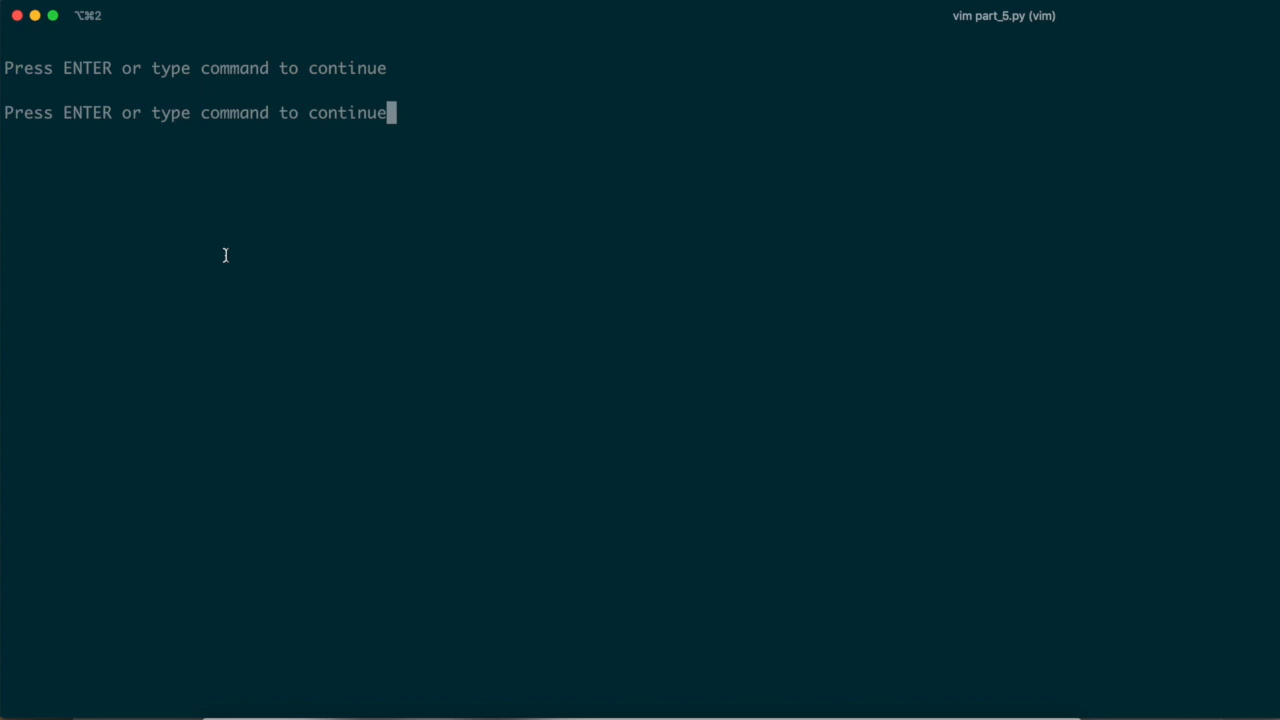 ⌥⌘2
vim part_5.py (vim)
Press ENTER or type command to continue
Press ENTER or type command to continue